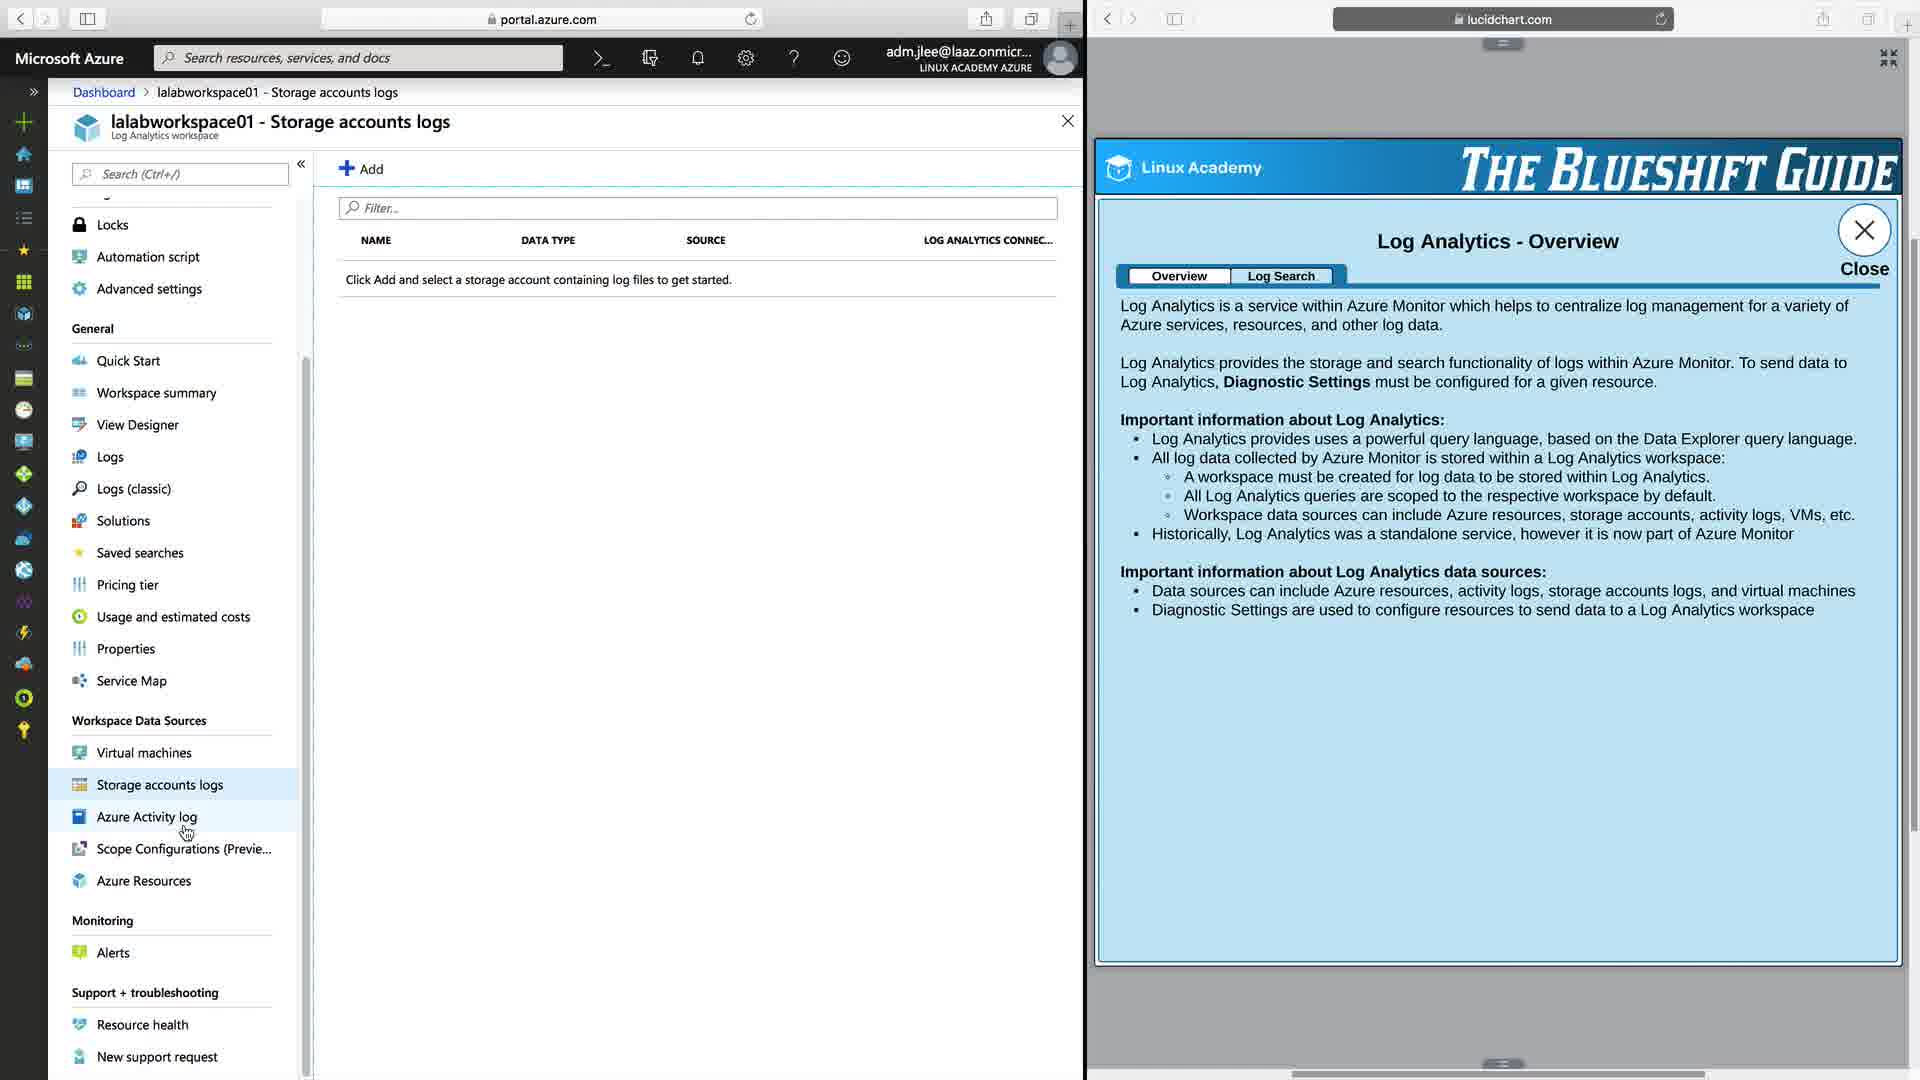 portal.azure.com
Microsoft Azure
Search resources, services, and docs
adm.jlee@laaz.onmicr...
LINUX ACADEMY AZURE
Dashboard > lalabworkspace01 - Storage accounts logs
lalabworkspace01 - Storage accounts logs
Log Analytics workspace
Search (Ctrl+/)
Locks
Automation script
Advanced settings
General
Quick Start
Workspace summary
View Designer
Logs
Logs (classic)
Solutions
Saved searches
Pricing tier
Usage and estimated costs
Properties
Service Map
Workspace Data Sources
Virtual machines
Storage accounts logs
Azure Activity log
Scope Configurations (Previe...
Azure Resources
Monitoring
Alerts
Support + troubleshooting
Resource health
New support request
Add
Filter...
NAME DATA TYPE SOURCE LOG ANALYTICS CONNEC...
Click Add and select a storage account containing log files to get started.
lucidchart.com
Linux Academy
THE BLUESHIFT GUIDE
Log Analytics - Overview
Close
Overview Log Search
Log Analytics is a service within Azure Monitor which helps to centralize log management for a variety of
Azure services, resources, and other log data.
Log Analytics provides the storage and search functionality of logs within Azure Monitor. To send data to
Log Analytics, Diagnostic Settings must be configured for a given resource.
Important information about Log Analytics:
• Log Analytics provides uses a powerful query language, based on the Data Explorer query language.
• All log data collected by Azure Monitor is stored within a Log Analytics workspace:
◦ A workspace must be created for log data to be stored within Log Analytics.
◦ All Log Analytics queries are scoped to the respective workspace by default.
◦ Workspace data sources can include Azure resources, storage accounts, activity logs, VMs, etc.
• Historically, Log Analytics was a standalone service, however it is now part of Azure Monitor
Important information about Log Analytics data sources:
• Data sources can include Azure resources, activity logs, storage accounts logs, and virtual machines
• Diagnostic Settings are used to configure resources to send data to a Log Analytics workspace